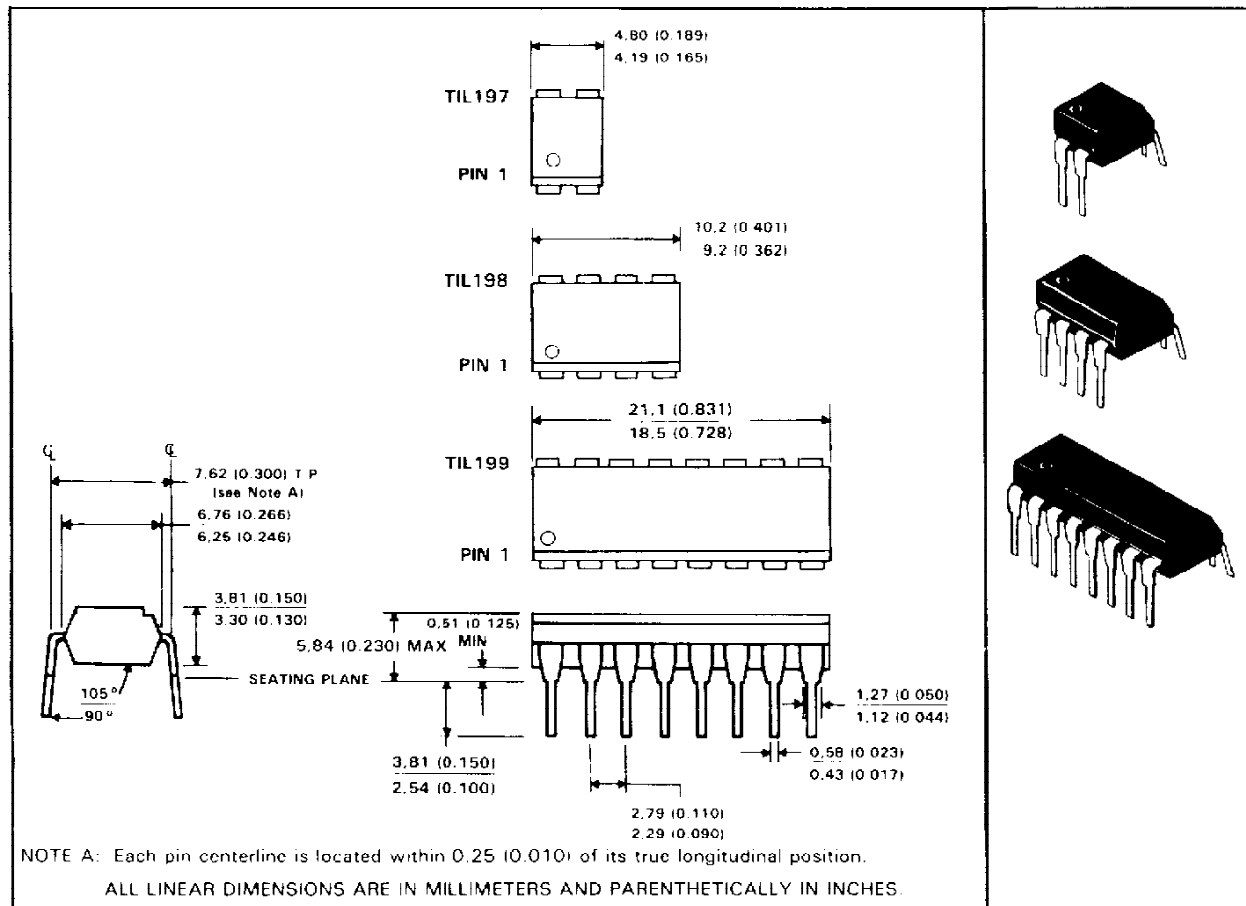 4,80 (0.189)
4,19 (0.165)
TIL197
PIN 1
10,2 (0.401)
9,2 (0.362)
TIL198
PIN 1
21,1 (0.831)
18,5 (0.728)
TIL199
PIN 1
℄ ℄
7,62 (0.300) T P
(see Note A)
6,76 (0.266)
6,25 (0.246)
3,81 (0.150)
3,30 (0.130)
105°
90°
SEATING PLANE
5,84 (0.230) MAX
0,51 (0.125)
MIN
3,81 (0.150)
2,54 (0.100)
1,27 (0.050)
1,12 (0.044)
0,58 (0.023)
0,43 (0.017)
2,79 (0.110)
2,29 (0.090)
NOTE A: Each pin centerline is located within 0,25 (0.010) of its true longitudinal position.
ALL LINEAR DIMENSIONS ARE IN MILLIMETERS AND PARENTHETICALLY IN INCHES.